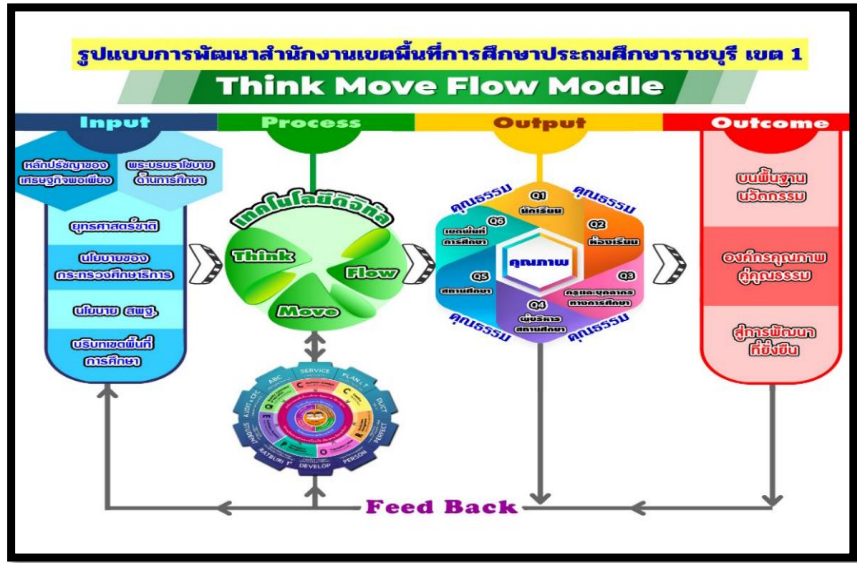 รูปแบบการพัฒนาสำนักงานเขตพื้นที่การศึกษาประถมศึกษาราชบุรี เขต 1
Think Move Flow Modle
Input
Process
Output
Outcome
หลักปรัชญาของ
เศรษฐกิจพอเพียง
พระบรมราโชบาย
ด้านการศึกษา
ยุทธศาสตร์ชาติ
นโยบายของ
กระทรวงศึกษาธิการ
นโยบาย สพฐ.
บริบทเขตพื้นที่
การศึกษา
เทคโนโลยีดิจิทัล
Think
Flow
Move
ABC
SERVICE
PLAN
DUCT
PERFECT
PERSON
DEVELOP
RATBURI
STUDENT
AUDIT
คุณธรรม
คุณธรรม
Q1
นักเรียน
Q2
ห้องเรียน
Q3
ครูและบุคลากร
ทางการศึกษา
Q4
ผู้บริหาร
สถานศึกษา
Q5
สถานศึกษา
Q6
เขตพื้นที่
การศึกษา
คุณภาพ
คุณธรรม
คุณธรรม
บนพื้นฐาน
นวัตกรรม
องค์กรคุณภาพ
คู่คุณธรรม
สู่การพัฒนา
ที่ยั่งยืน
Feed Back